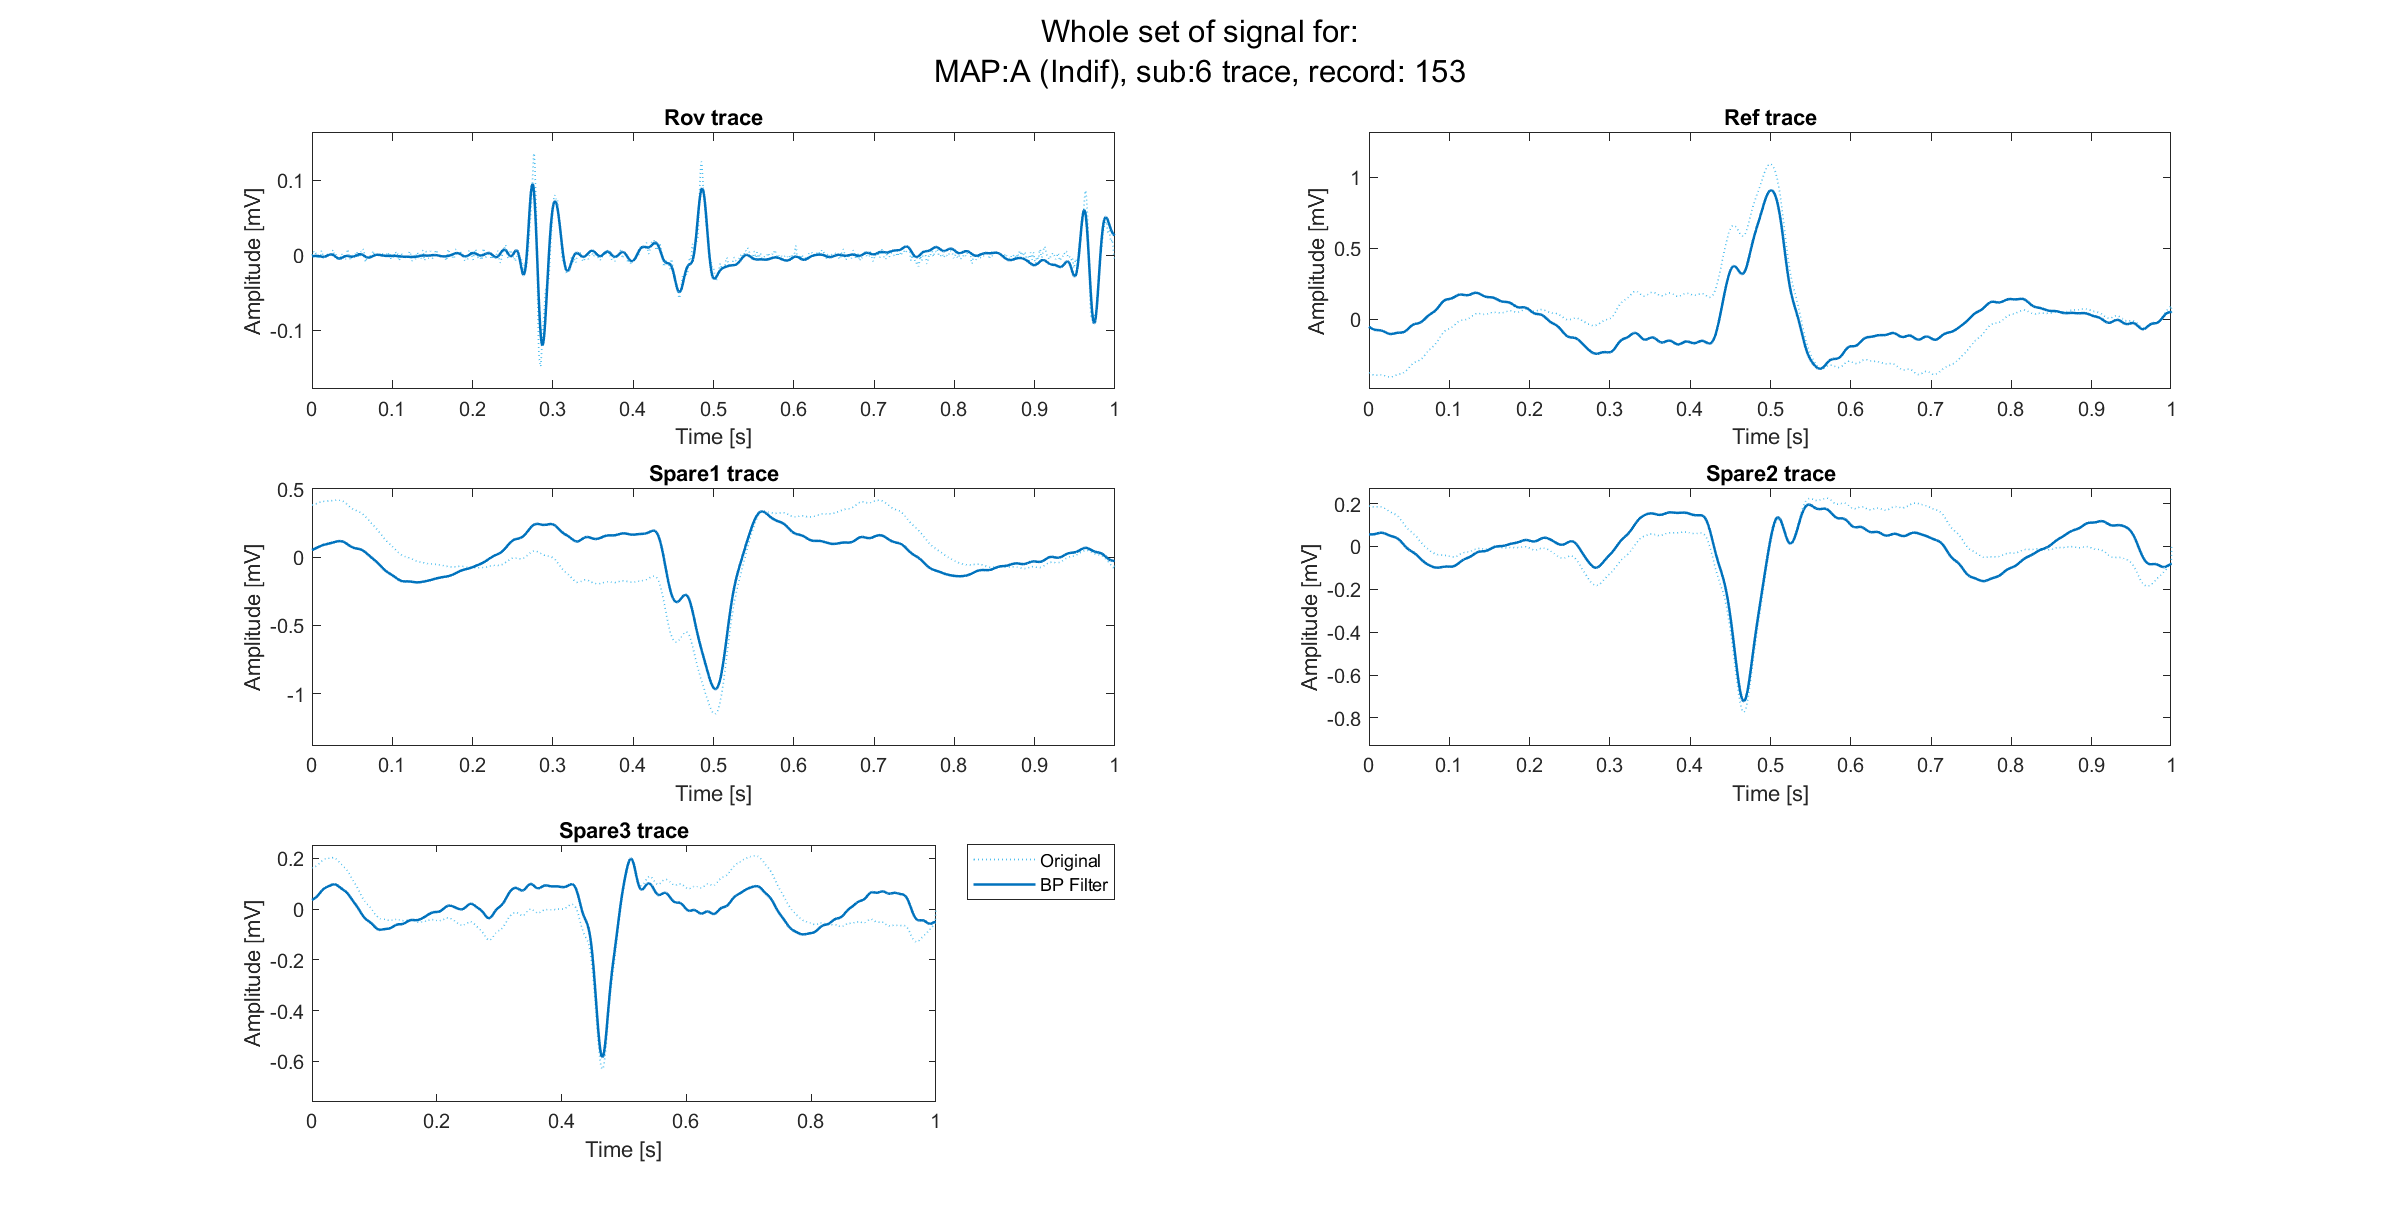 Whole set of signal for:
MAP:A (Indif), sub:6 trace, record: 153
Rov trace
Amplitude [mV]
0.1
0
-0.1
0 0.1 0.2 0.3 0.4 0.5 0.6 0.7 0.8 0.9 1
Time [s]
Ref trace
Amplitude [mV]
1
0.5
0
0 0.1 0.2 0.3 0.4 0.5 0.6 0.7 0.8 0.9 1
Time [s]
Spare1 trace
Amplitude [mV]
0.5
0
-0.5
-1
0 0.1 0.2 0.3 0.4 0.5 0.6 0.7 0.8 0.9 1
Time [s]
Spare2 trace
Amplitude [mV]
0.2
0
-0.2
-0.4
-0.6
-0.8
0 0.1 0.2 0.3 0.4 0.5 0.6 0.7 0.8 0.9 1
Time [s]
Spare3 trace
Amplitude [mV]
0.2
0
-0.2
-0.4
-0.6
0 0.2 0.4 0.6 0.8 1
Time [s]
Original
BP Filter